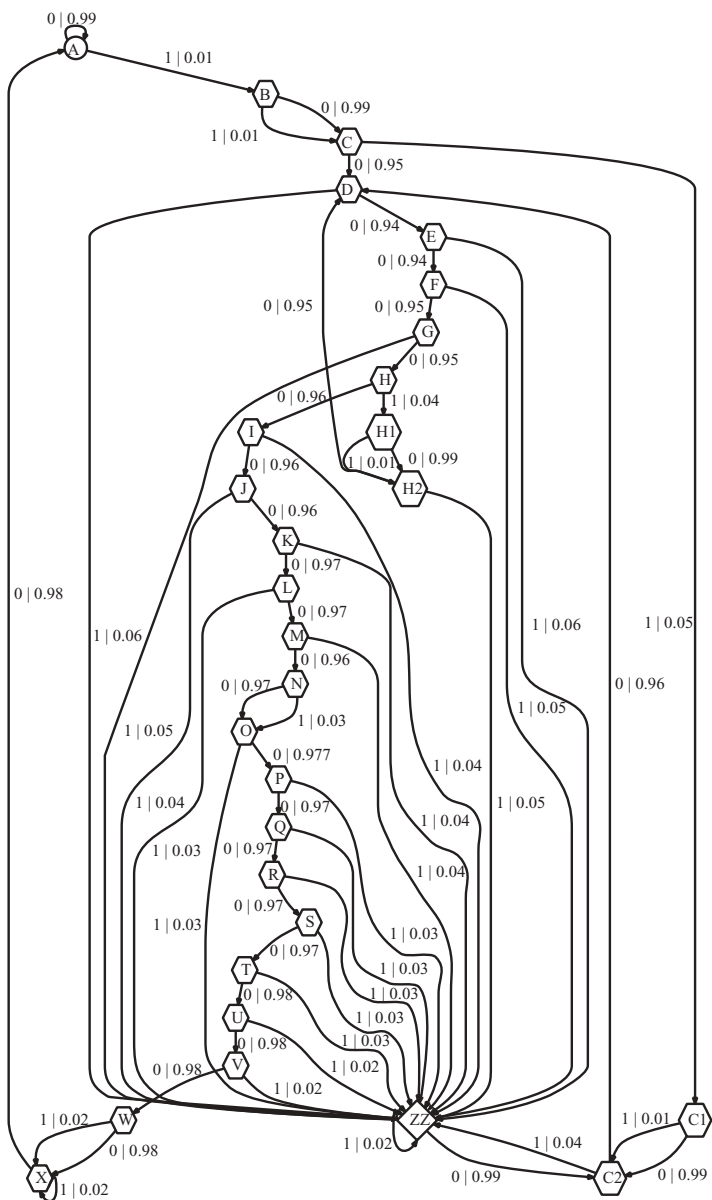 0 | 0.99
A
1 | 0.01
B
0 | 0.99
1 | 0.01
C
0 | 0.95
D
0 | 0.94
E
0 | 0.94
F
0 | 0.95
0 | 0.95
G
0 | 0.95
H
0 | 0.96
1 | 0.04
I
H1
0 | 0.96
1 | 0.01
0 | 0.99
J
H2
0 | 0.96
K
0 | 0.97
L
0 | 0.98
0 | 0.97
1 | 0.06
M
1 | 0.06
1 | 0.05
0 | 0.96
0 | 0.97
N
0 | 0.96
1 | 0.05
O
1 | 0.03
1 | 0.05
0 | 0.977
P
1 | 0.04
1 | 0.04
0 | 0.97
1 | 0.05
Q
1 | 0.04
1 | 0.03
0 | 0.97
R
1 | 0.04
0 | 0.97
S
1 | 0.03
1 | 0.03
0 | 0.97
T
1 | 0.03
0 | 0.98
1 | 0.03
1 | 0.03
U
0 | 0.98
1 | 0.03
V
0 | 0.98
1 | 0.02
1 | 0.02
1 | 0.02
W
ZZ
1 | 0.01
C1
0 | 0.98
1 | 0.02
1 | 0.04
0 | 0.99
0 | 0.99
X
1 | 0.02
C2